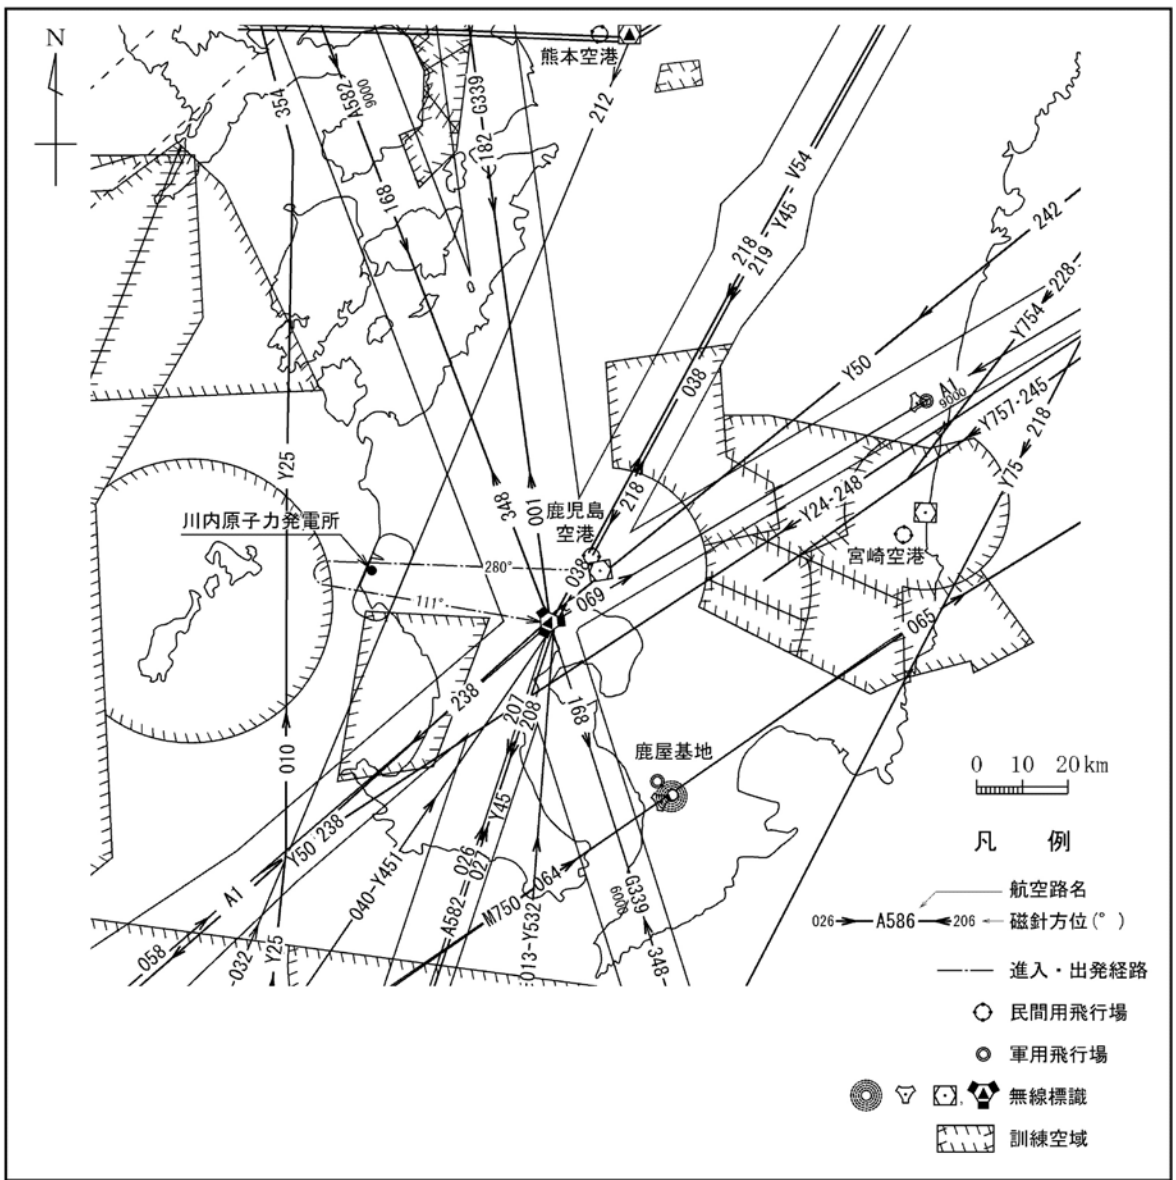 N
熊本空港
354
A582
9000
182
G339
212
168
218
219
Y45
V54
242
228
Y754
Y50
A1
9000
038
Y757-245
218
Y75
Y25
348
001
鹿児島
空港
218
Y24-248
川内原子力発電所
宮崎空港
280°
038
069
111°
065
238
207
208
168
010
鹿屋基地
0 10 20km
Y45
238
Y50
凡 例
A1
040-Y451
026
027
A582
M750
064
G339
6000
航空路名
026 A586 206 磁針方位(°)
058
032
Y25
013-Y532
348
進入・出発経路
民間用飛行場
軍用飛行場
無線標識
訓練空域